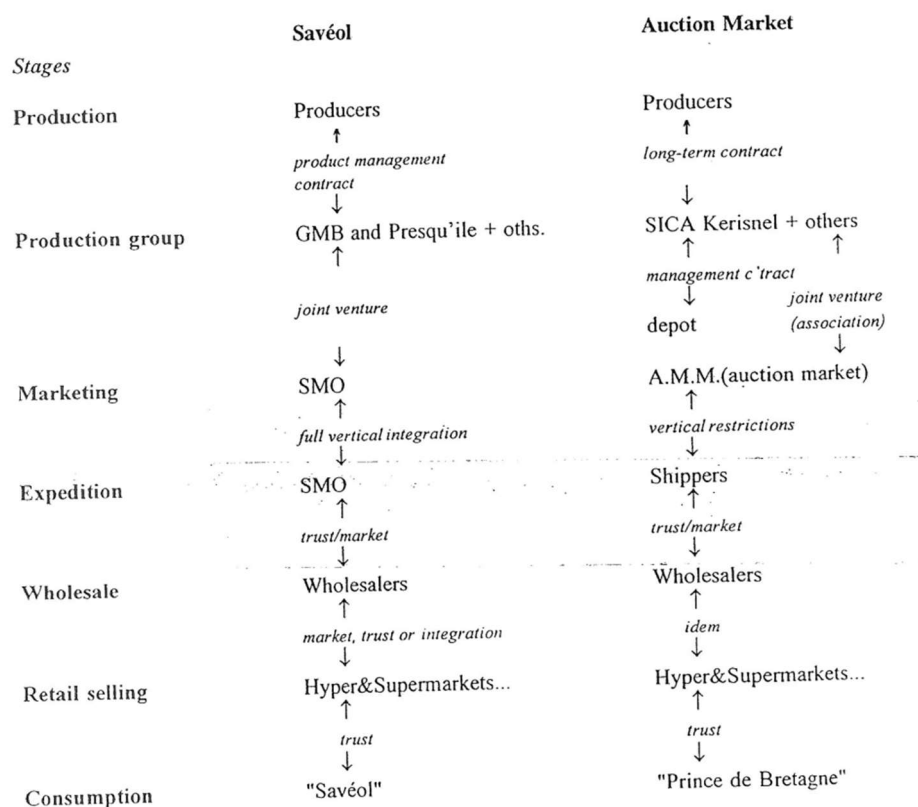 Savéol Auction Market
Stages
Production Producers Producers
product management long-term contract
contract
Production group GMB and Presqu'ile + oths. SICA Kerisnel + others
management c'tract
joint venture joint venture
depot (association)
Marketing SMO A.M.M.(auction market)
full vertical integration vertical restrictions
Expedition SMO Shippers
trust/market trust/market
Wholesale Wholesalers Wholesalers
market, trust or integration idem
Retail selling Hyper&Supermarkets... Hyper&Supermarkets...
trust trust
Consumption "Savéol" "Prince de Bretagne"